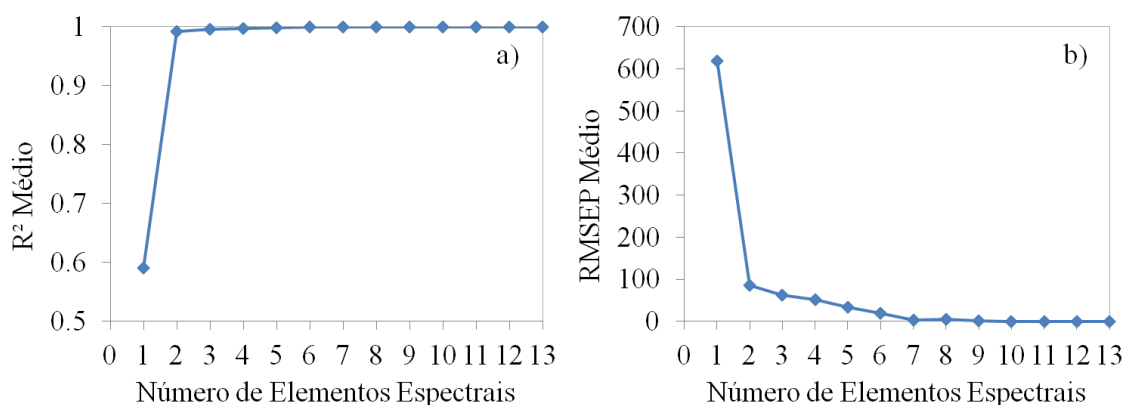 a)
R² Médio
1
0.9
0.8
0.7
0.6
0.5
0 1 2 3 4 5 6 7 8 9 10 11 12 13
Número de Elementos Espectrais
b)
RMSEP Médio
700
600
500
400
300
200
100
0
0 1 2 3 4 5 6 7 8 9 10 11 12 13
Número de Elementos Espectrais